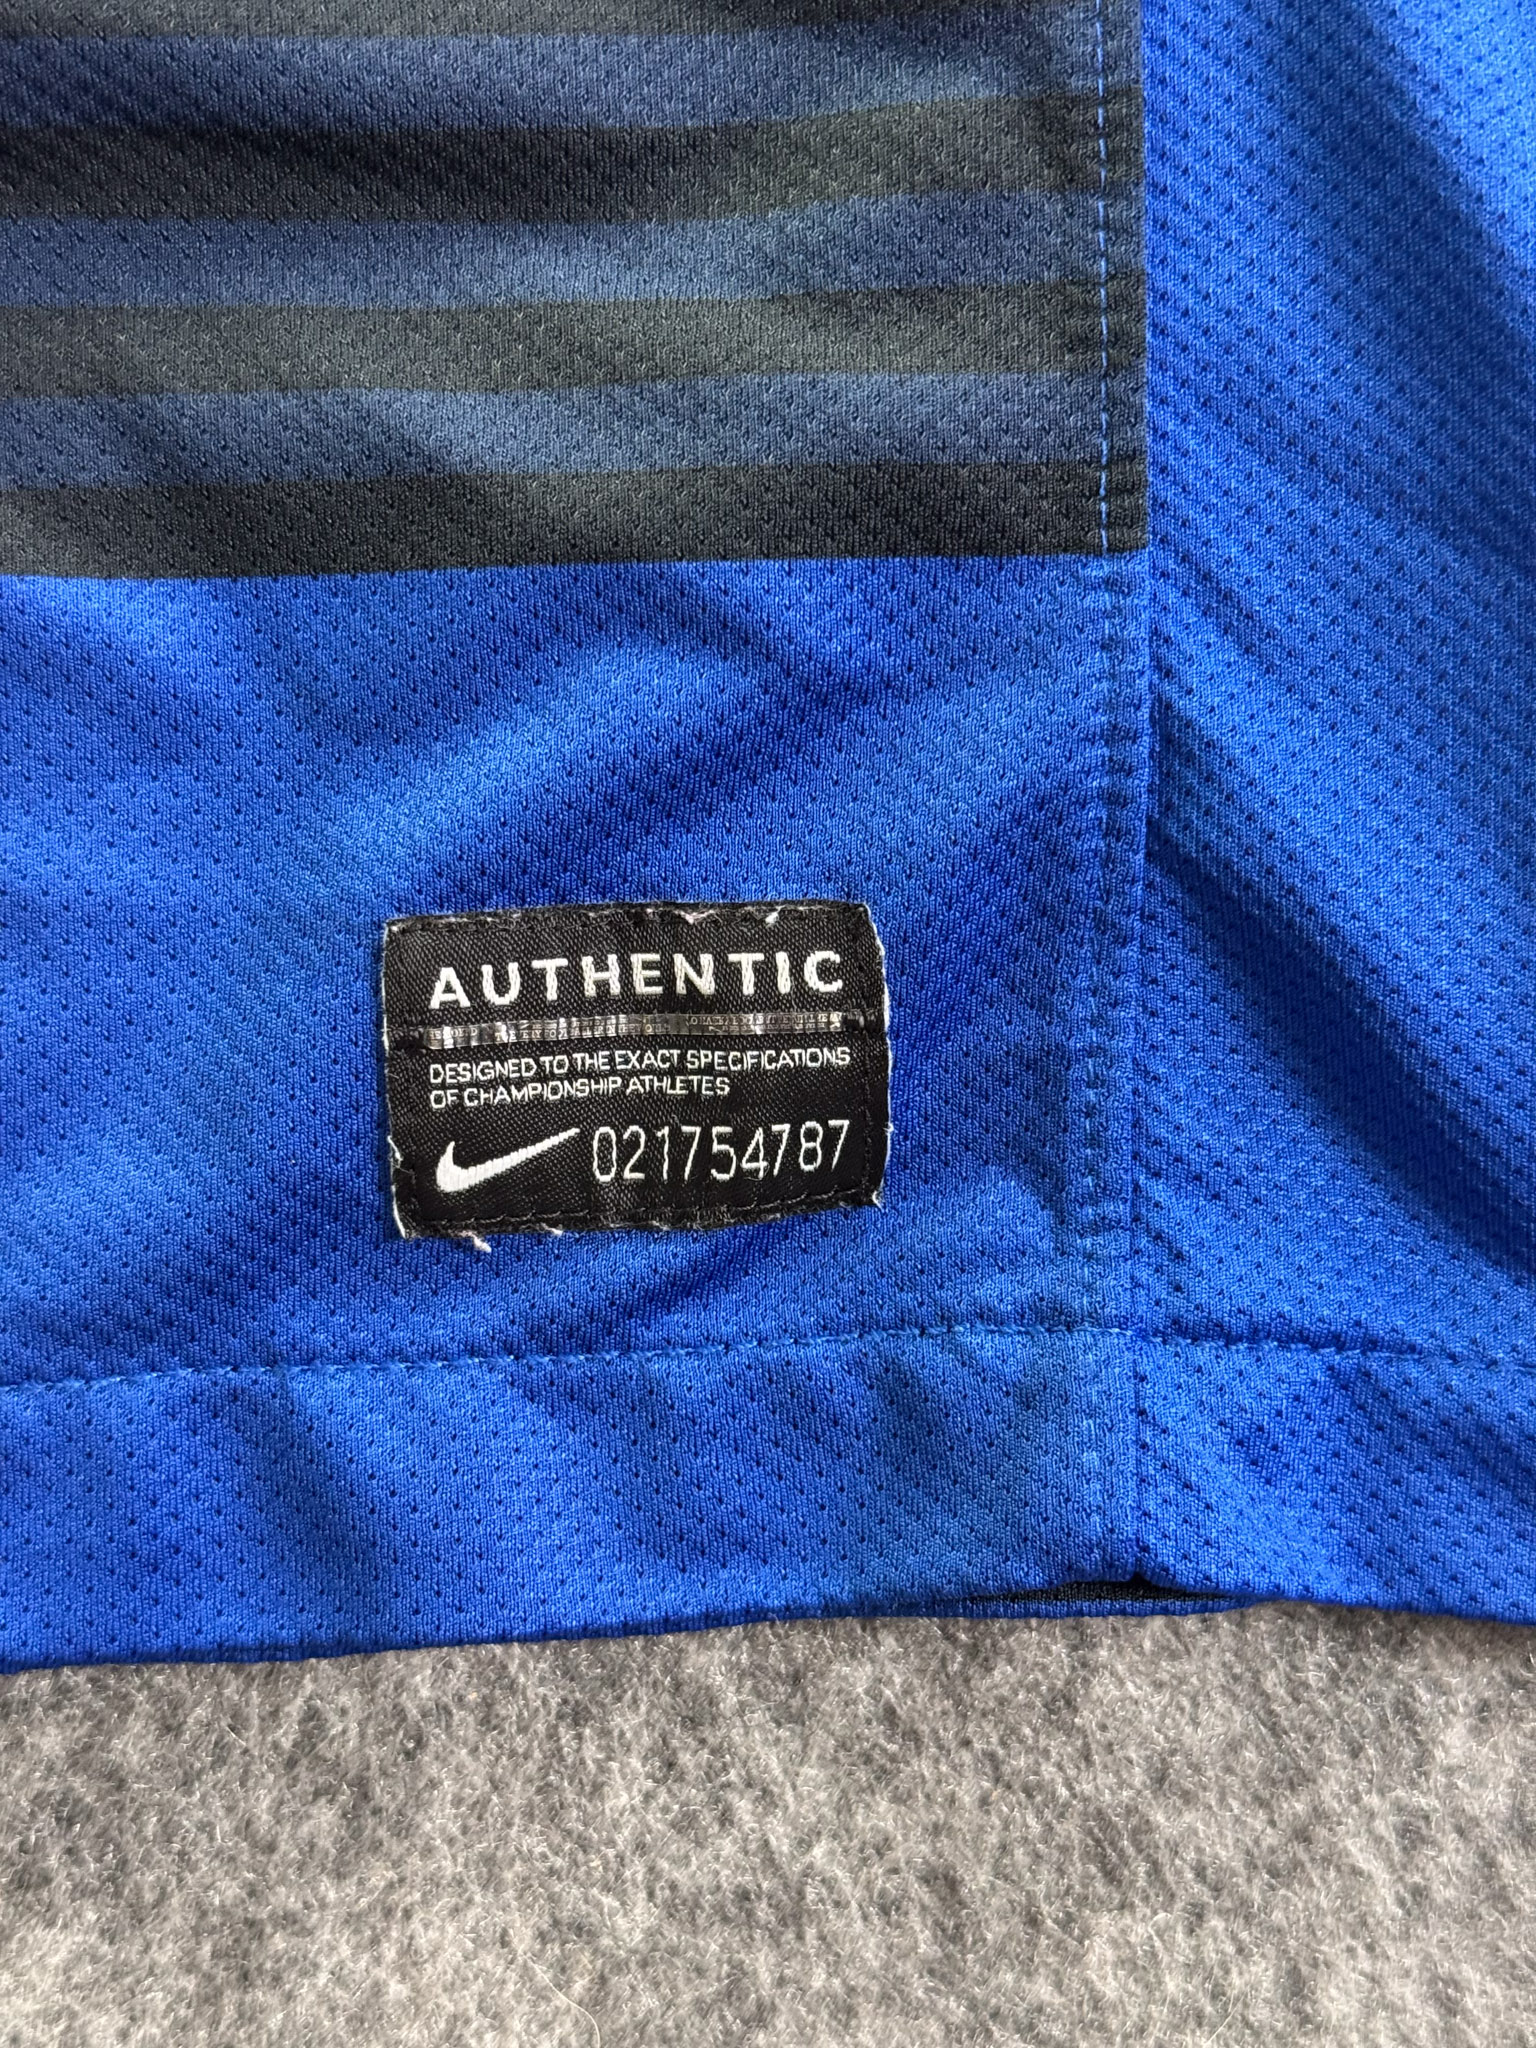 AUTHENTIC
DESIGNED TO THE EXACT SPECIFICATIONS
OF CHAMPIONSHIP ATHLETES
021754787